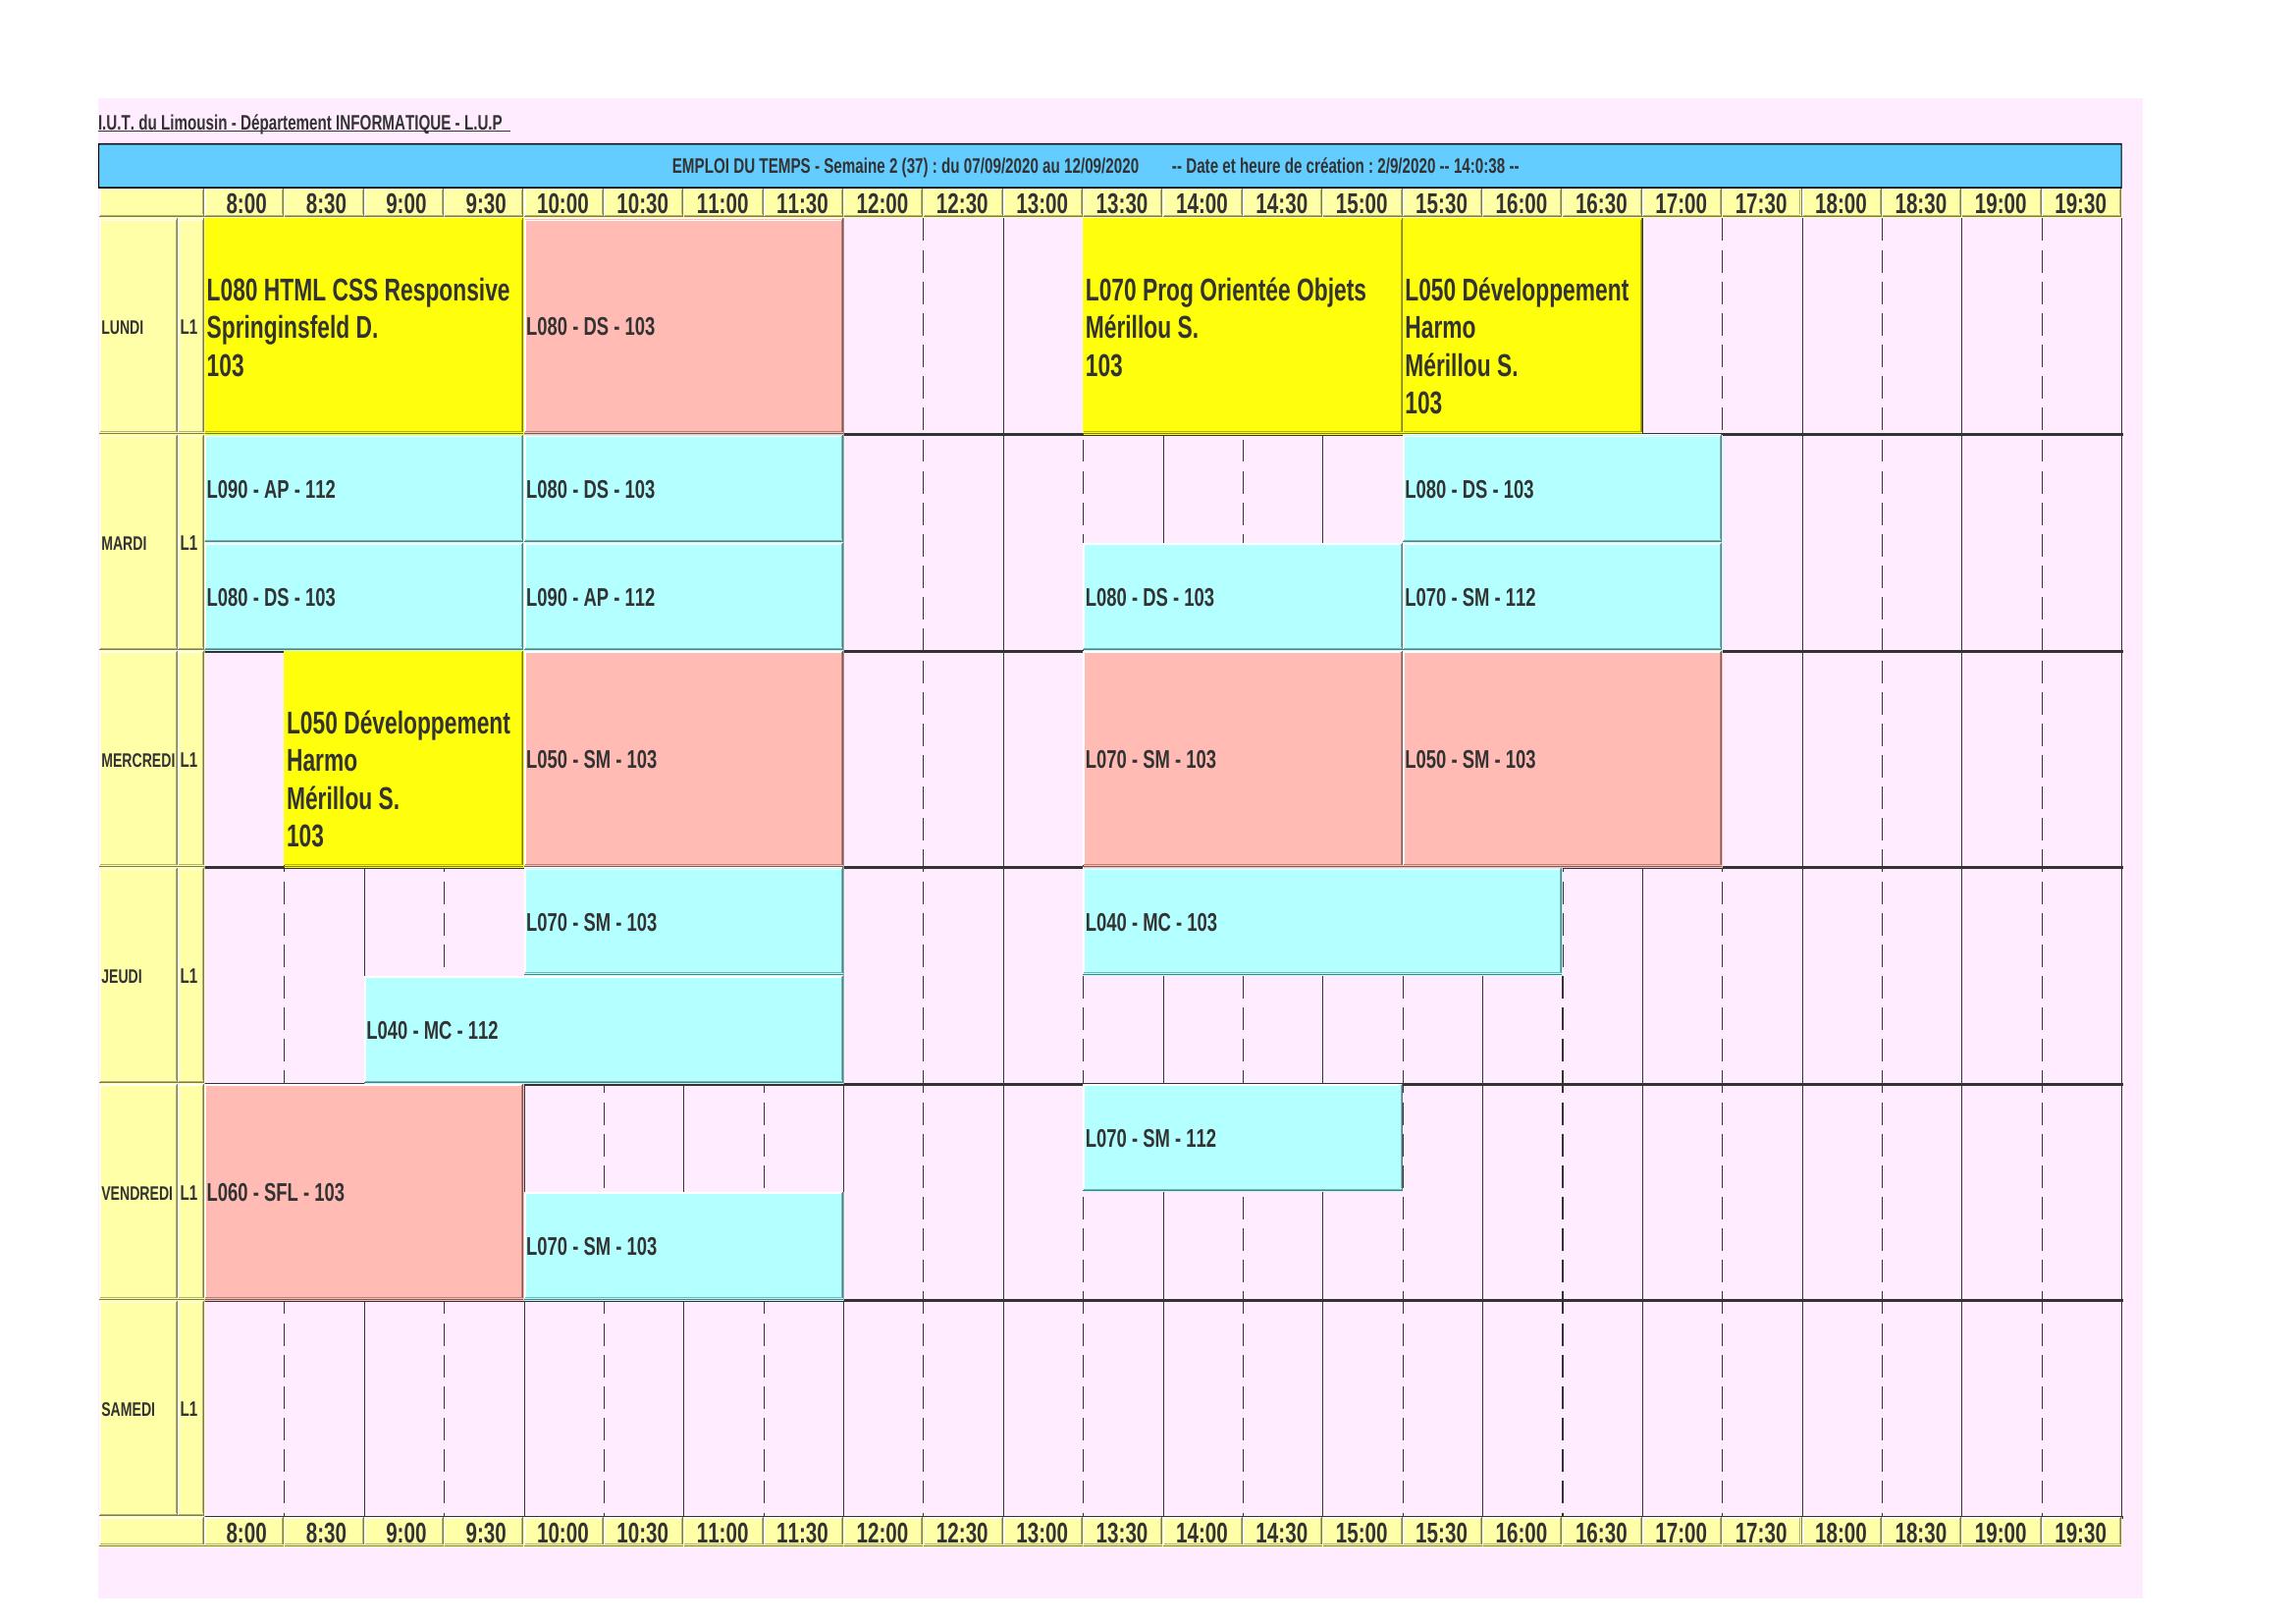 I.U.T. du Limousin - Département INFORMATIQUE - L.U.P
EMPLOI DU TEMPS - Semaine 2 (37) : du 07/09/2020 au 12/09/2020 -- Date et heure de création : 2/9/2020 -- 14:0:38 --
8:00 8:30 9:00 9:30 10:00 10:30 11:00 11:30 12:00 12:30 13:00 13:30 14:00 14:30 15:00 15:30 16:00 16:30 17:00 17:30 18:00 18:30 19:00 19:30
LUNDI L1
L080 HTML CSS Responsive
Springinsfeld D.
103
L080 - DS - 103
L070 Prog Orientée Objets
Mérillou S.
103
L050 Développement
Harmo
Mérillou S.
103
MARDI L1
L090 - AP - 112
L080 - DS - 103
L080 - DS - 103
L080 - DS - 103
L090 - AP - 112
L080 - DS - 103
L070 - SM - 112
MERCREDI L1
L050 Développement
Harmo
Mérillou S.
103
L050 - SM - 103
L070 - SM - 103
L050 - SM - 103
JEUDI L1
L070 - SM - 103
L040 - MC - 103
L040 - MC - 112
VENDREDI L1
L060 - SFL - 103
L070 - SM - 112
L070 - SM - 103
SAMEDI L1
8:00 8:30 9:00 9:30 10:00 10:30 11:00 11:30 12:00 12:30 13:00 13:30 14:00 14:30 15:00 15:30 16:00 16:30 17:00 17:30 18:00 18:30 19:00 19:30